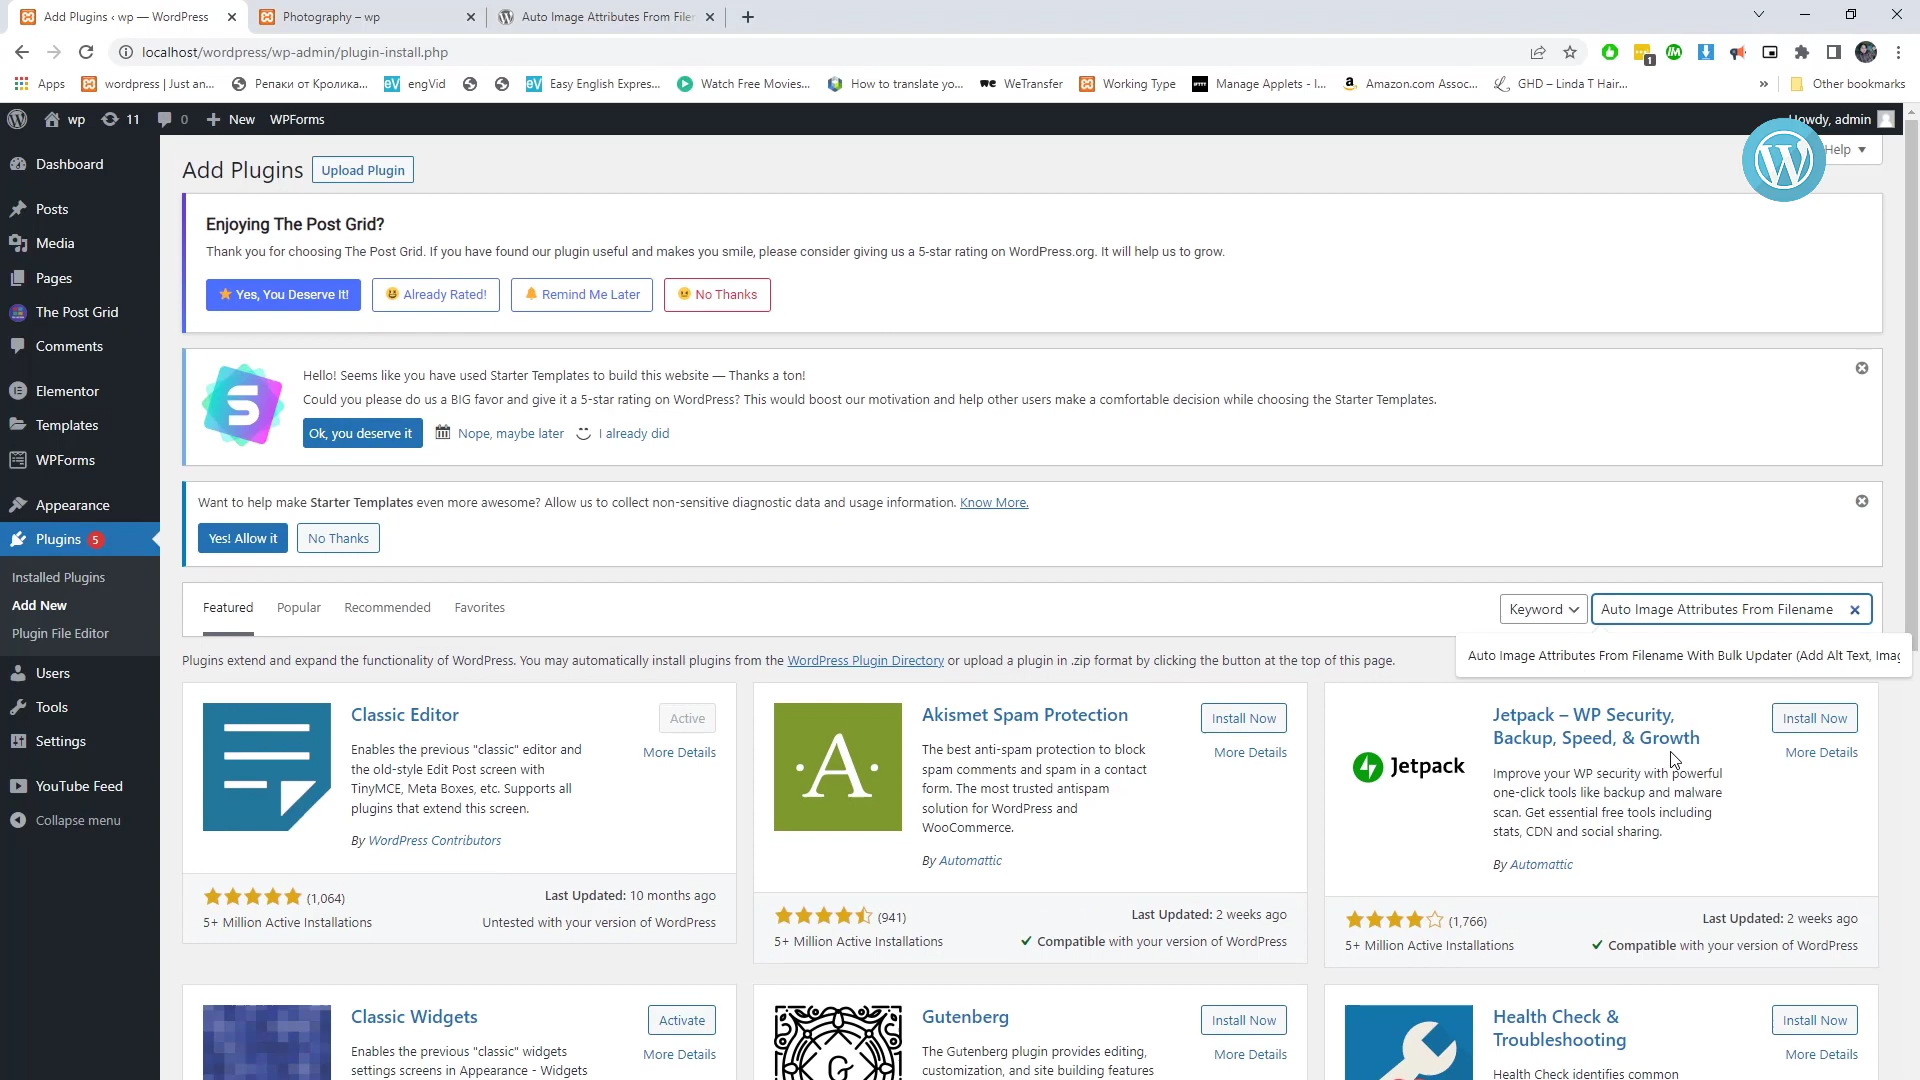 Add Plugins ‹ wp — WordPress
Photography – wp
Auto Image Attributes From File
localhost/wordpress/wp-admin/plugin-install.php
1
Apps
wordpress | Just an...
Репаки от Кролика...
engVid
Easy English Expres...
Watch Free Movies...
How to translate yo...
WeTransfer
Working Type
Manage Applets - I...
Amazon.com Assoc...
GHD – Linda T Hair...
»
Other bookmarks
wp
11
0
New
WPForms
Howdy, admin
Help
Dashboard
Posts
Media
Pages
The Post Grid
Comments
Elementor
Templates
WPForms
Appearance
Plugins 5
Installed Plugins
Add New
Plugin File Editor
Users
Tools
Settings
YouTube Feed
Collapse menu
Add Plugins
Upload Plugin
Enjoying The Post Grid?
Thank you for choosing The Post Grid. If you have found our plugin useful and makes you smile, please consider giving us a 5-star rating on WordPress.org. It will help us to grow.
Yes, You Deserve It!
Already Rated!
Remind Me Later
No Thanks
Hello! Seems like you have used Starter Templates to build this website — Thanks a ton!
Could you please do us a BIG favor and give it a 5-star rating on WordPress? This would boost our motivation and help other users make a comfortable decision while choosing the Starter Templates.
Ok, you deserve it
Nope, maybe later
I already did
Want to help make Starter Templates even more awesome? Allow us to collect non-sensitive diagnostic data and usage information. Know More.
Yes! Allow it
No Thanks
Featured
Popular
Recommended
Favorites
Keyword
Auto Image Attributes From Filename
Auto Image Attributes From Filename With Bulk Updater (Add Alt Text, Imag
Plugins extend and expand the functionality of WordPress. You may automatically install plugins from the WordPress Plugin Directory or upload a plugin in .zip format by clicking the button at the top of this page.
Classic Editor
Active
More Details
Enables the previous "classic" editor and
the old-style Edit Post screen with
TinyMCE, Meta Boxes, etc. Supports all
plugins that extend this screen.
By WordPress Contributors
(1,064)
5+ Million Active Installations
Last Updated: 10 months ago
Untested with your version of WordPress
Akismet Spam Protection
Install Now
More Details
The best anti-spam protection to block
spam comments and spam in a contact
form. The most trusted antispam
solution for WordPress and
WooCommerce.
By Automattic
(941)
5+ Million Active Installations
Last Updated: 2 weeks ago
Compatible with your version of WordPress
Jetpack
Jetpack – WP Security,
Backup, Speed, & Growth
Install Now
More Details
Improve your WP security with powerful
one-click tools like backup and malware
scan. Get essential free tools including
stats, CDN and social sharing.
By Automattic
(1,766)
5+ Million Active Installations
Last Updated: 2 weeks ago
Compatible with your version of WordPress
Classic Widgets
Activate
More Details
Enables the previous "classic" widgets
settings screens in Appearance - Widgets
Gutenberg
Install Now
More Details
The Gutenberg plugin provides editing,
customization, and site building features
Health Check &
Troubleshooting
Install Now
More Details
Health Check identifies common